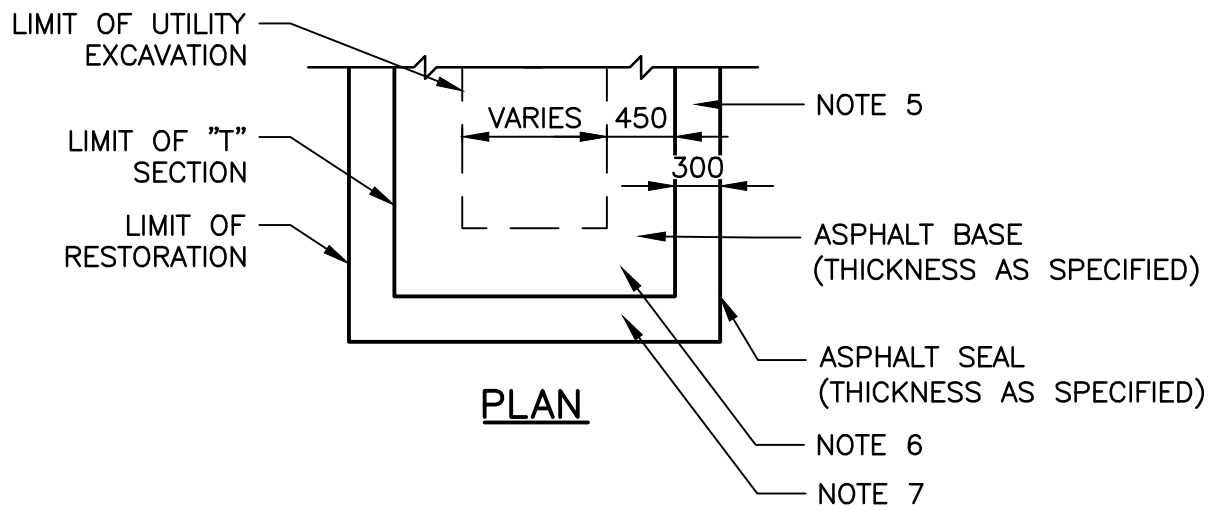 LIMIT OF UTILITY
EXCAVATION
VARIES
450
NOTE 5
LIMIT OF "T"
SECTION
300
LIMIT OF
RESTORATION
ASPHALT BASE
(THICKNESS AS SPECIFIED)
ASPHALT SEAL
(THICKNESS AS SPECIFIED)
PLAN
NOTE 6
NOTE 7